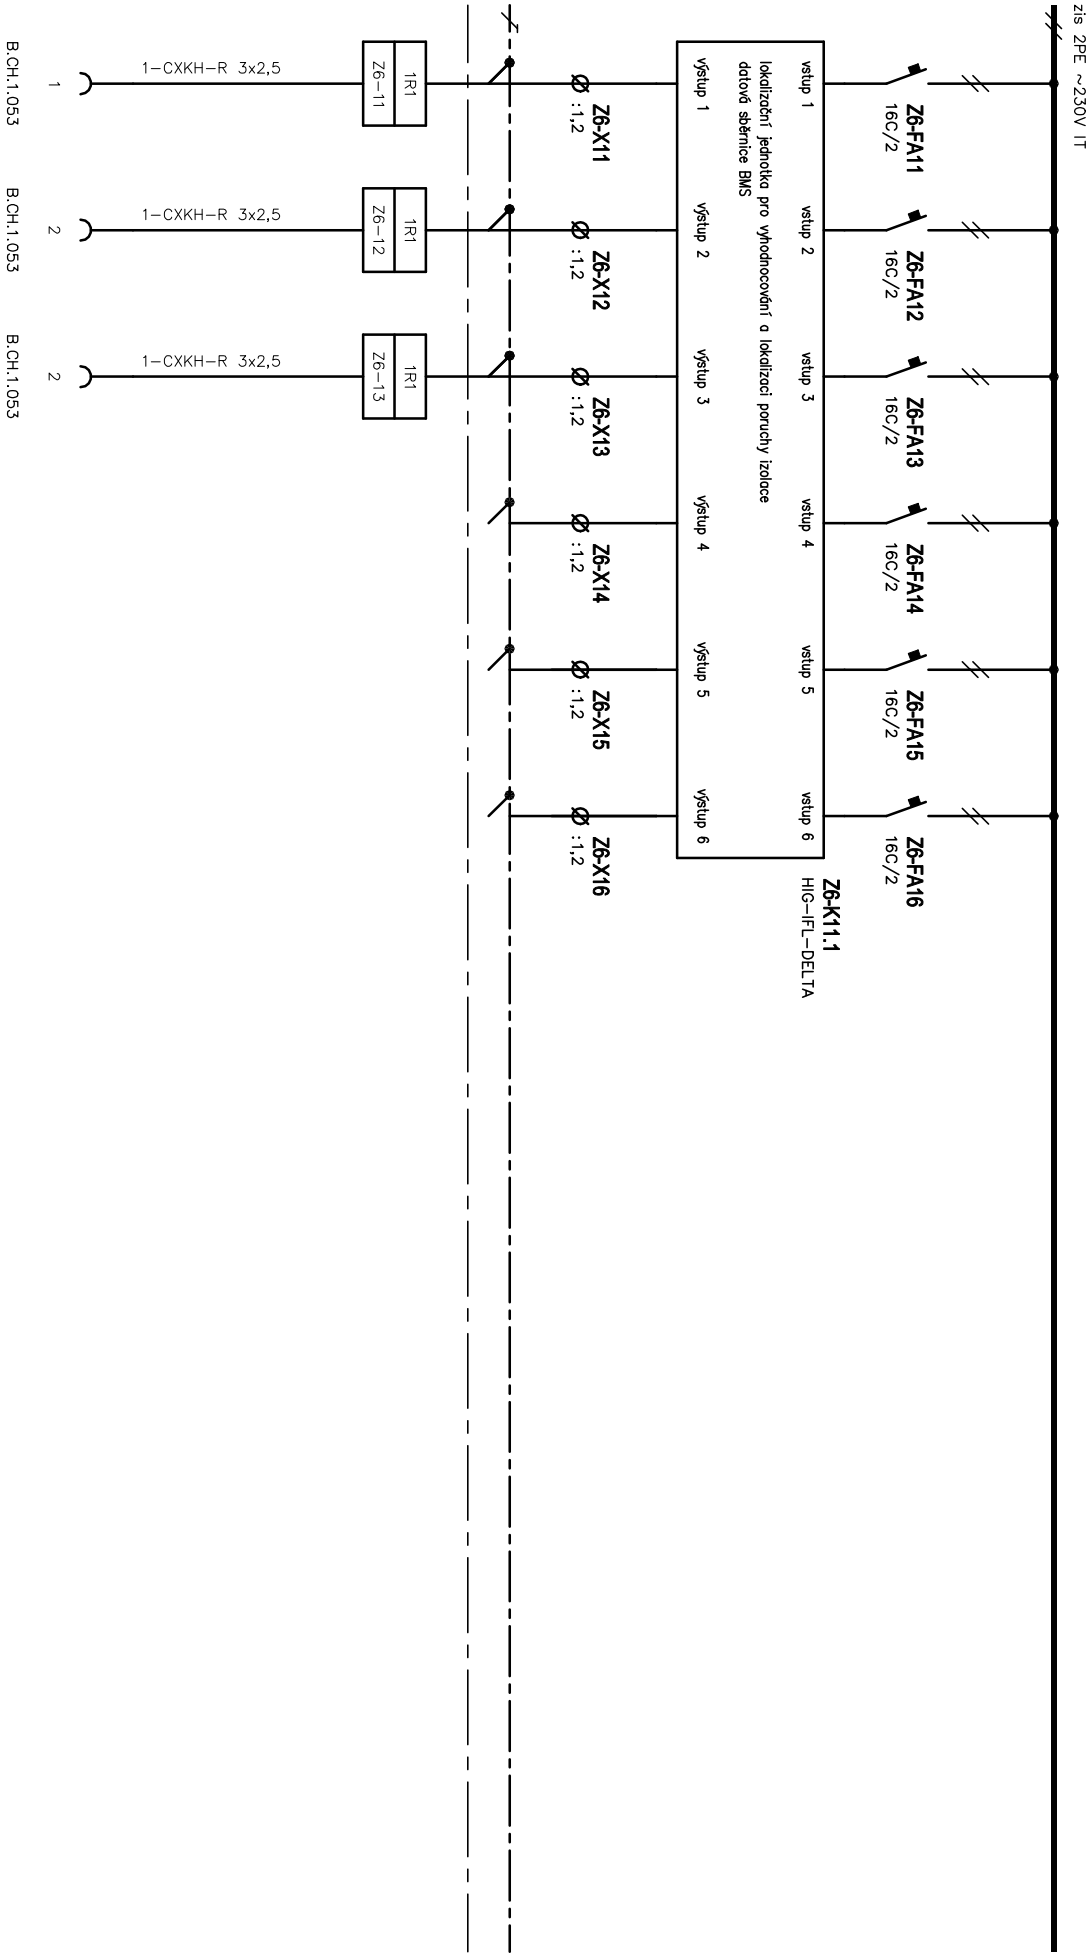 zis 2PE ~230V IT
Z6-FA11
16C/2
Z6-FA12
16C/2
Z6-FA13
16C/2
Z6-FA14
16C/2
Z6-FA15
16C/2
Z6-FA16
16C/2
Z6-K11.1
HIG-IFL-DELTA
vstup 1
vstup 2
vstup 3
vstup 4
vstup 5
vstup 6
lokalizační jednotka pro vyhodnocování a lokalizaci poruchy izolace
datová sběrnice BMS
výstup 1
výstup 2
výstup 3
výstup 4
výstup 5
výstup 6
Z6-X11
:1,2
Z6-X12
:1,2
Z6-X13
:1,2
Z6-X14
:1,2
Z6-X15
:1,2
Z6-X16
:1,2
1R1
Z6-11
1R1
Z6-12
1R1
Z6-13
1-CXKH-R 3x2,5
1-CXKH-R 3x2,5
1-CXKH-R 3x2,5
1
2
2
B.CH.1.053
B.CH.1.053
B.CH.1.053